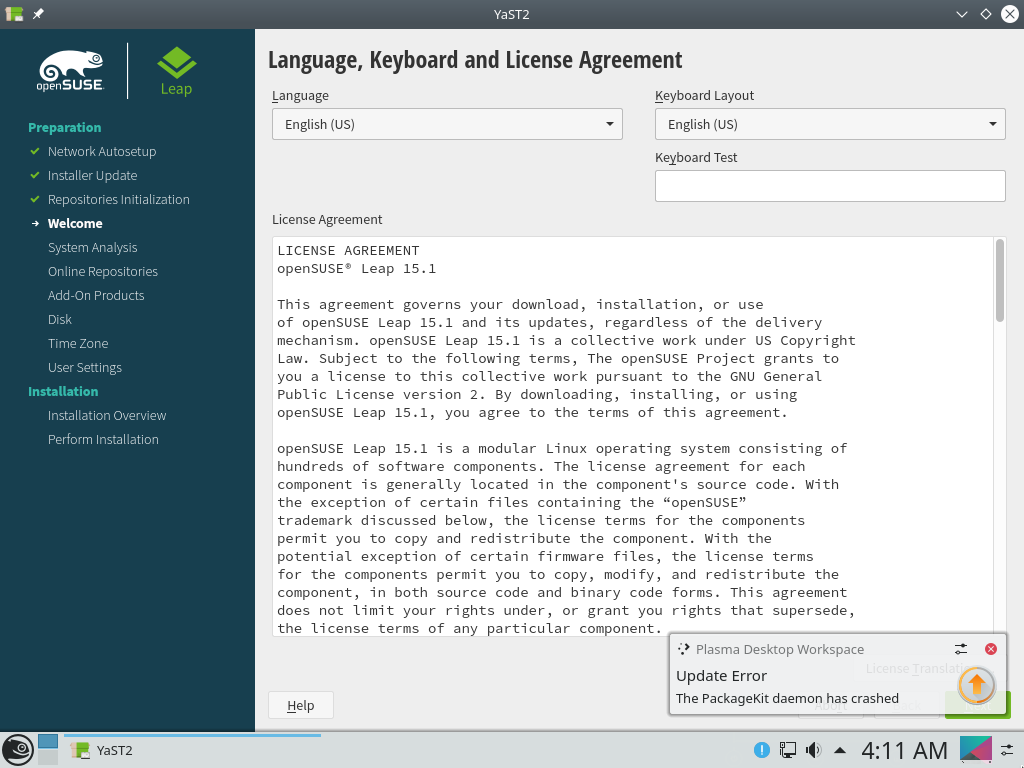 YaST2
openSUSE
Leap
Preparation
Network Autosetup
Installer Update
Repositories Initialization
Welcome
System Analysis
Online Repositories
Add-On Products
Disk
Time Zone
User Settings
Installation
Installation Overview
Perform Installation
Language, Keyboard and License Agreement
Language
Keyboard Layout
English (US)
English (US)
Keyboard Test
License Agreement
LICENSE AGREEMENT
openSUSE® Leap 15.1
This agreement governs your download, installation, or use
of openSUSE Leap 15.1 and its updates, regardless of the delivery
mechanism. openSUSE Leap 15.1 is a collective work under US Copyright
Law. Subject to the following terms, The openSUSE Project grants to
you a license to this collective work pursuant to the GNU General
Public License version 2. By downloading, installing, or using
openSUSE Leap 15.1, you agree to the terms of this agreement.
openSUSE Leap 15.1 is a modular Linux operating system consisting of
hundreds of software components. The license agreement for each
component is generally located in the component's source code. With
the exception of certain files containing the “openSUSE”
trademark discussed below, the license terms for the components
permit you to copy and redistribute the component. With the
potential exception of certain firmware files, the license terms
for the components permit you to copy, modify, and redistribute the
component, in both source code and binary code forms. This agreement
does not limit your rights under, or grant you rights that supersede,
the license terms of any particular component.
Plasma Desktop Workspace
License
Update Error
The PackageKit daemon has crashed
Help
YaST2
4:11 AM